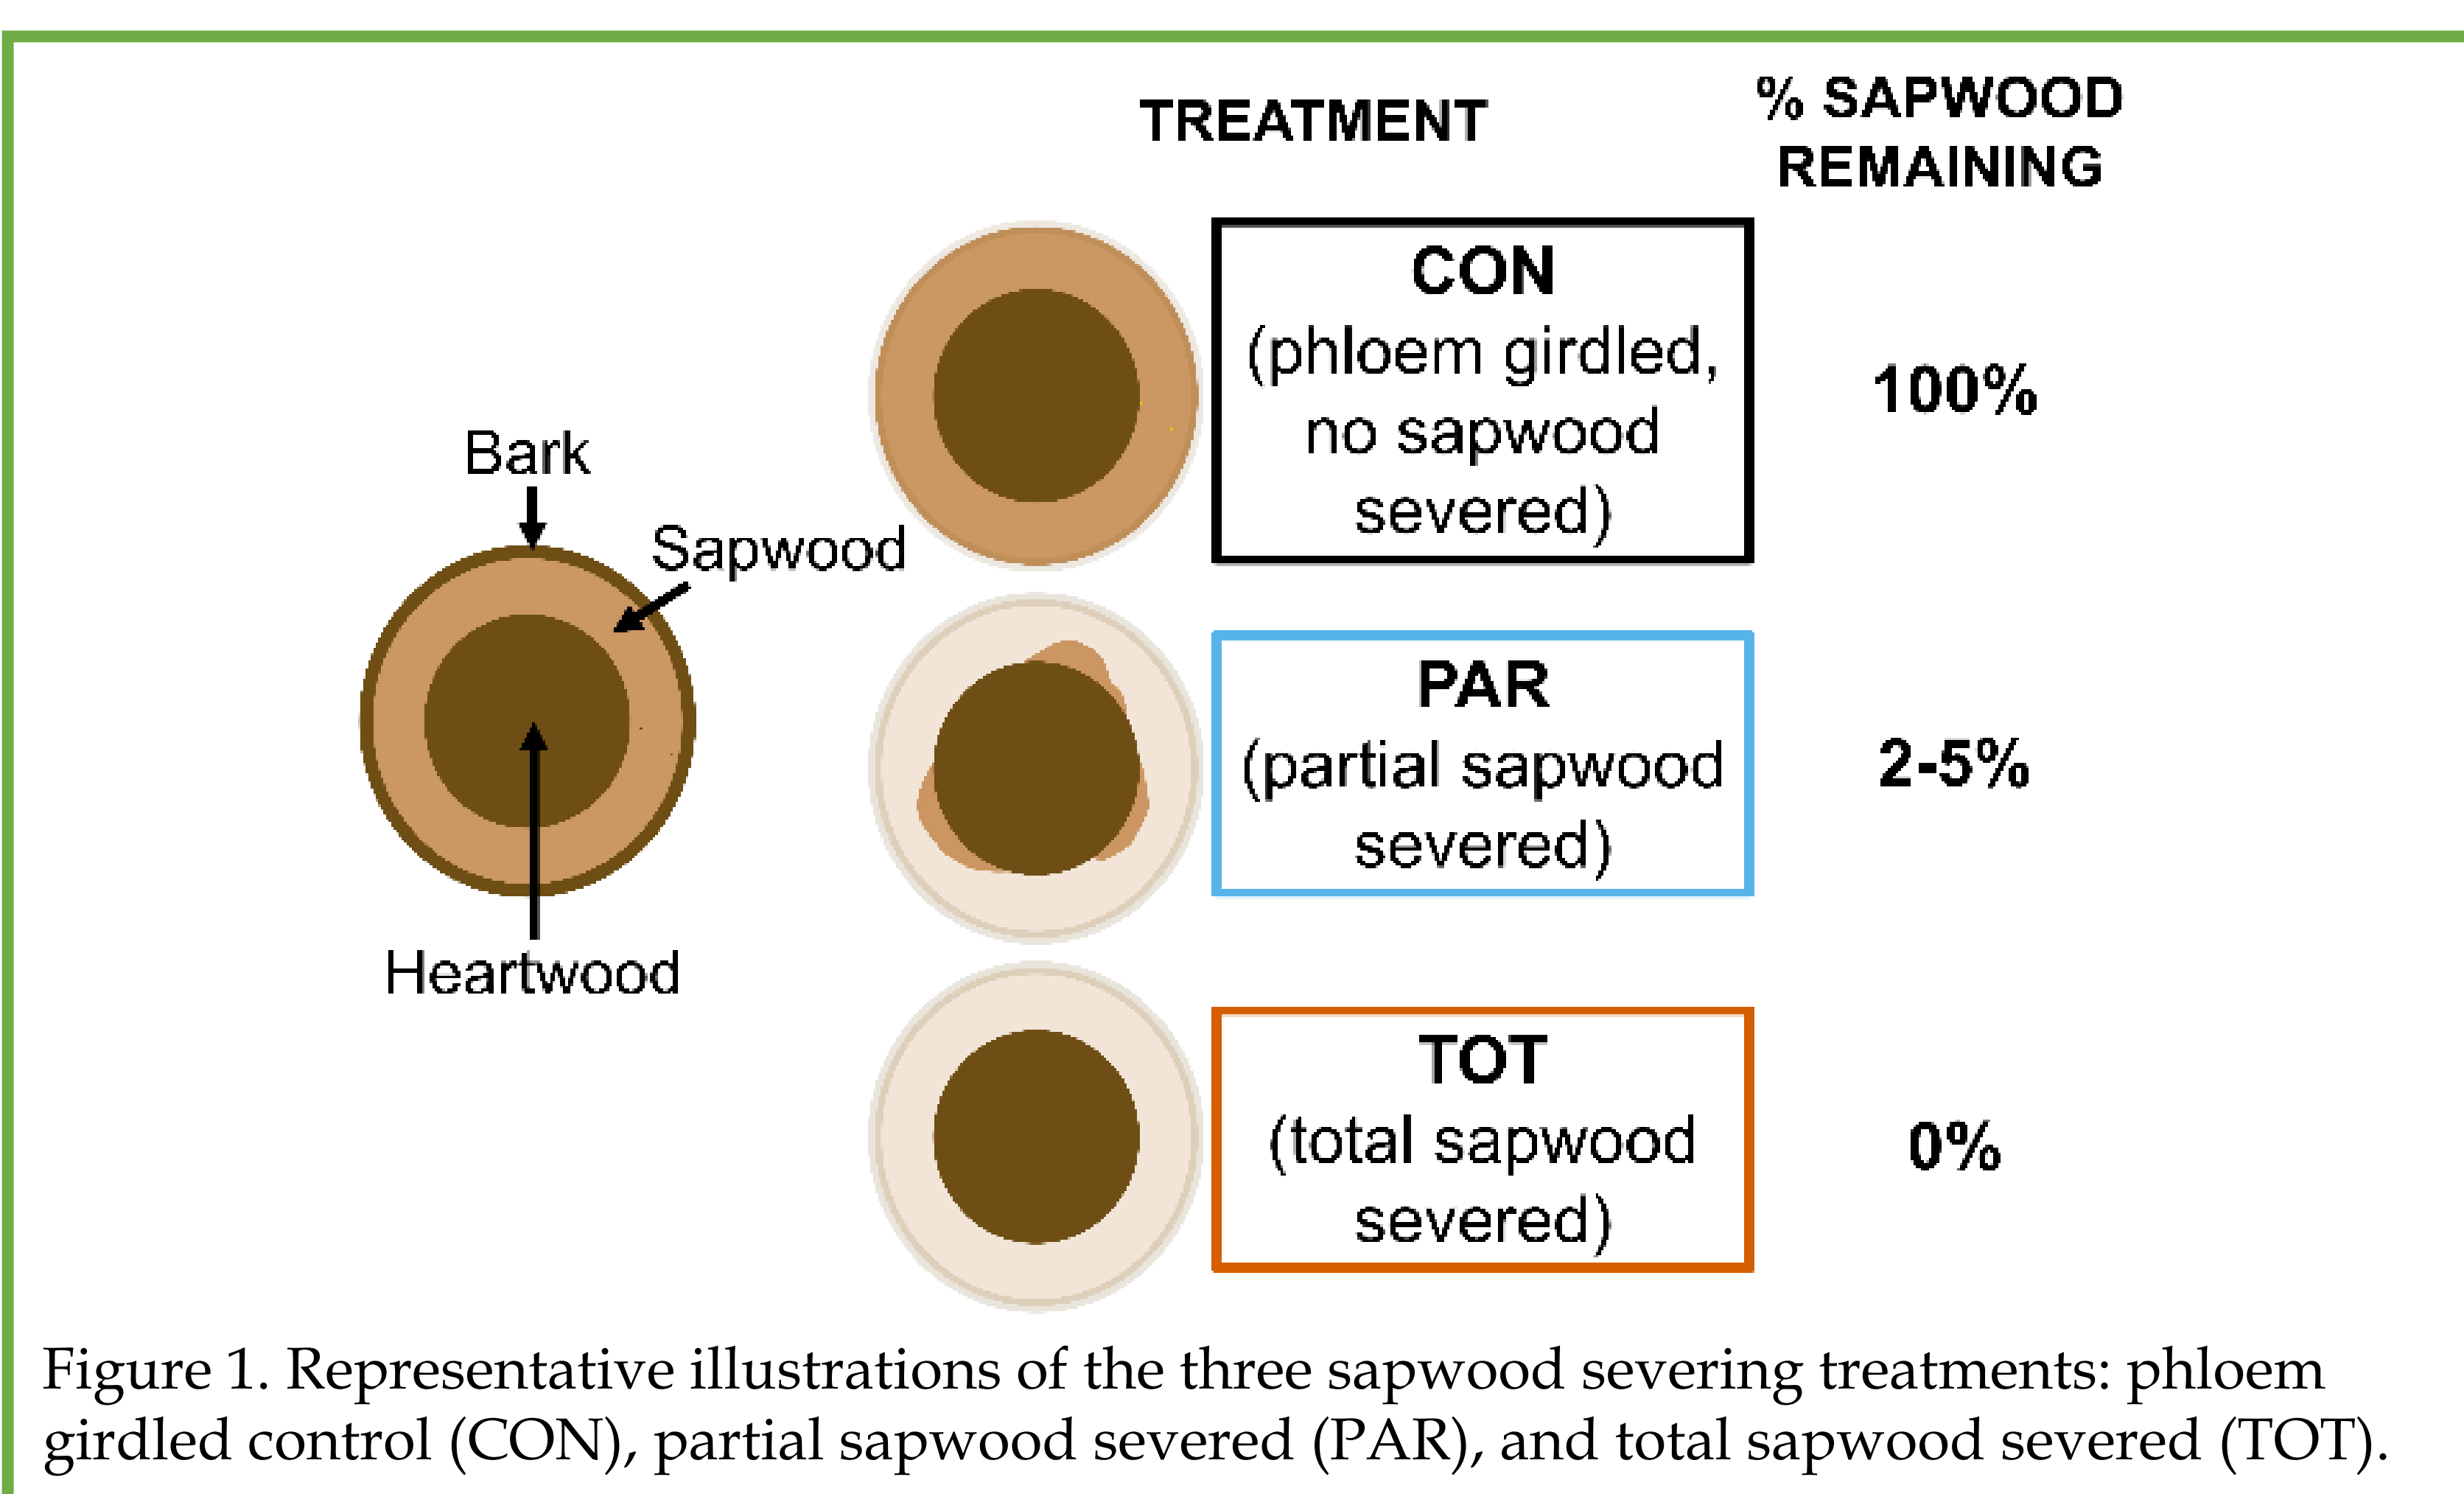 TREATMENT
% SAPWOOD
REMAINING
CON
(phloem girdled,
no sapwood
severed)
100%
Bark
Sapwood
Heartwood
PAR
(partial sapwood
severed)
2-5%
TOT
(total sapwood
severed)
0%
Figure 1. Representative illustrations of the three sapwood severing treatments: phloem
girdled control (CON), partial sapwood severed (PAR), and total sapwood severed (TOT).